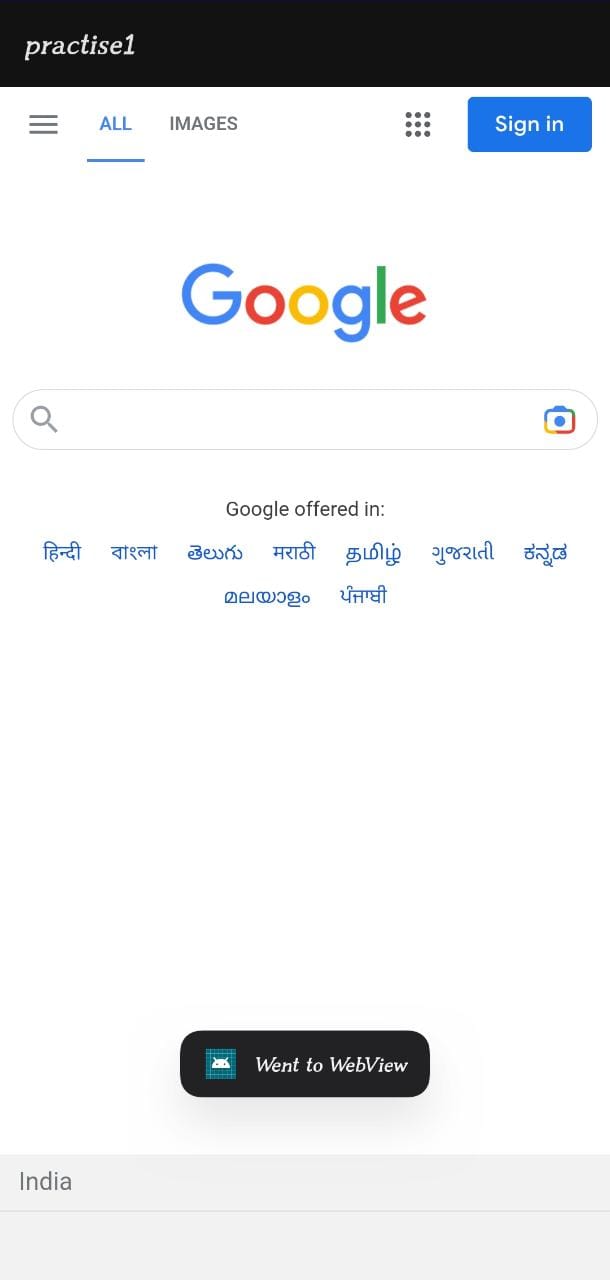 practise1
ALL IMAGES Sign in
Google
Google offered in:
हिन्दी বাংলা తెలుగు मराठी தமிழ் ગુજરાતી ಕನ್ನಡ
മലയാളം ਪੰਜਾਬੀ
Went to WebView
India